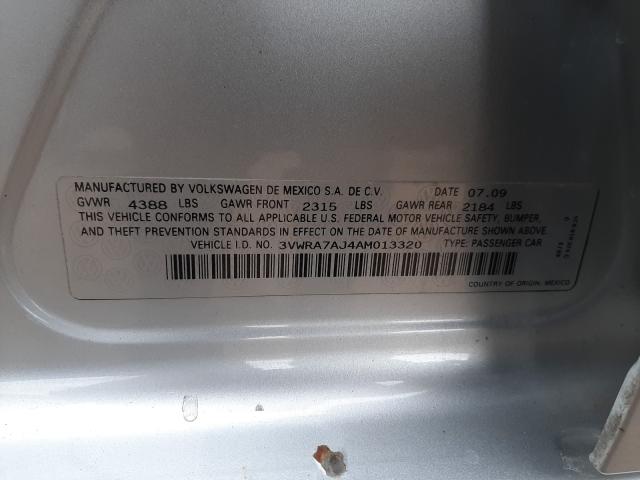 MANUFACTURED BY VOLKSWAGEN DE MEXICO S.A. DE C.V. DATE 07.09
GVWR 4388 LBS GAWR FRONT 2315 LBS GAWR REAR 2184 LBS
THIS VEHICLE CONFORMS TO ALL APPLICABLE U.S. FEDERAL MOTOR VEHICLE SAFETY, BUMPER,
AND THEFT PREVENTION STANDARDS IN EFFECT ON THE DATE OF MANUFACTURE SHOWN ABOVE.
VEHICLE I.D. NO. 3VWRA7AJ4AM013320 TYPE: PASSENGER CAR
COUNTRY OF ORIGIN: MEXICO